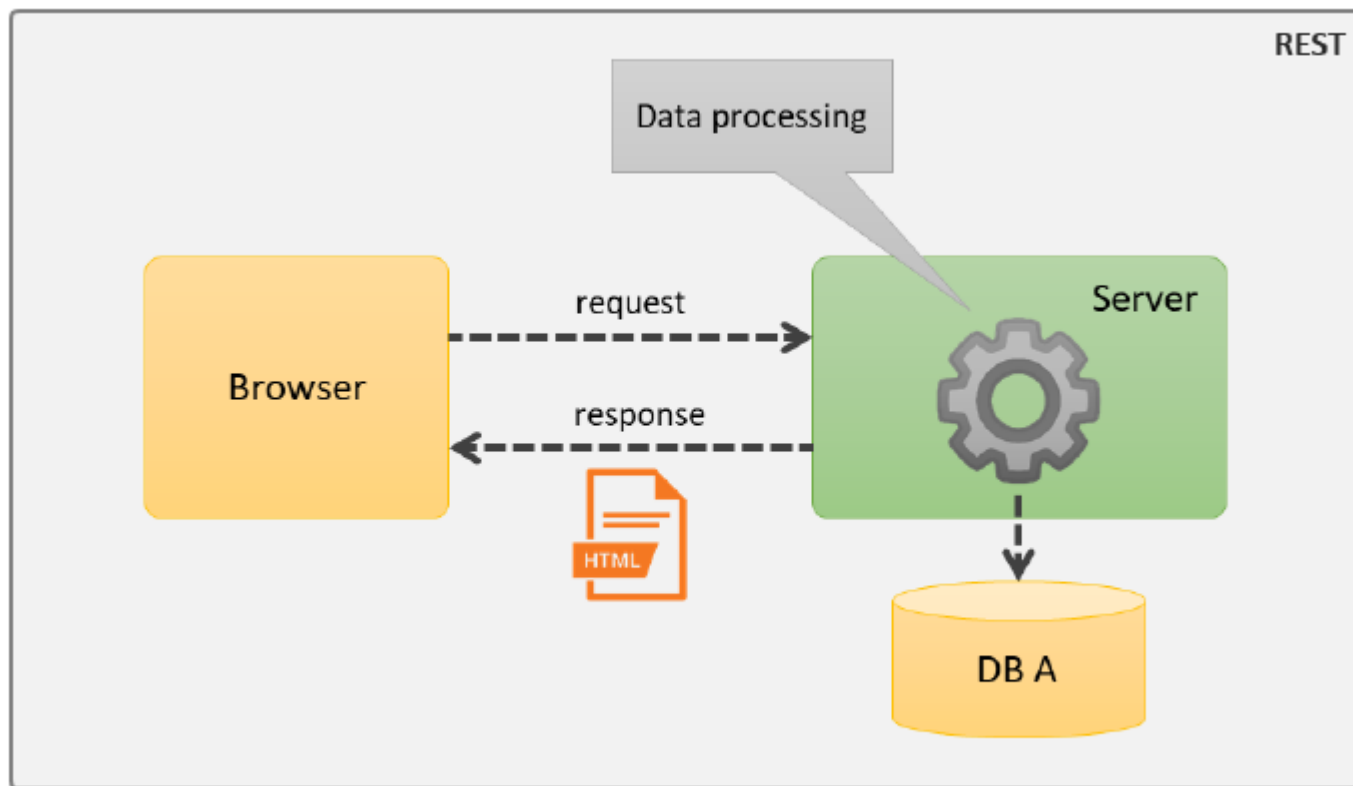 REST
Data processing
Server
request
Browser
response
HTML
DB A